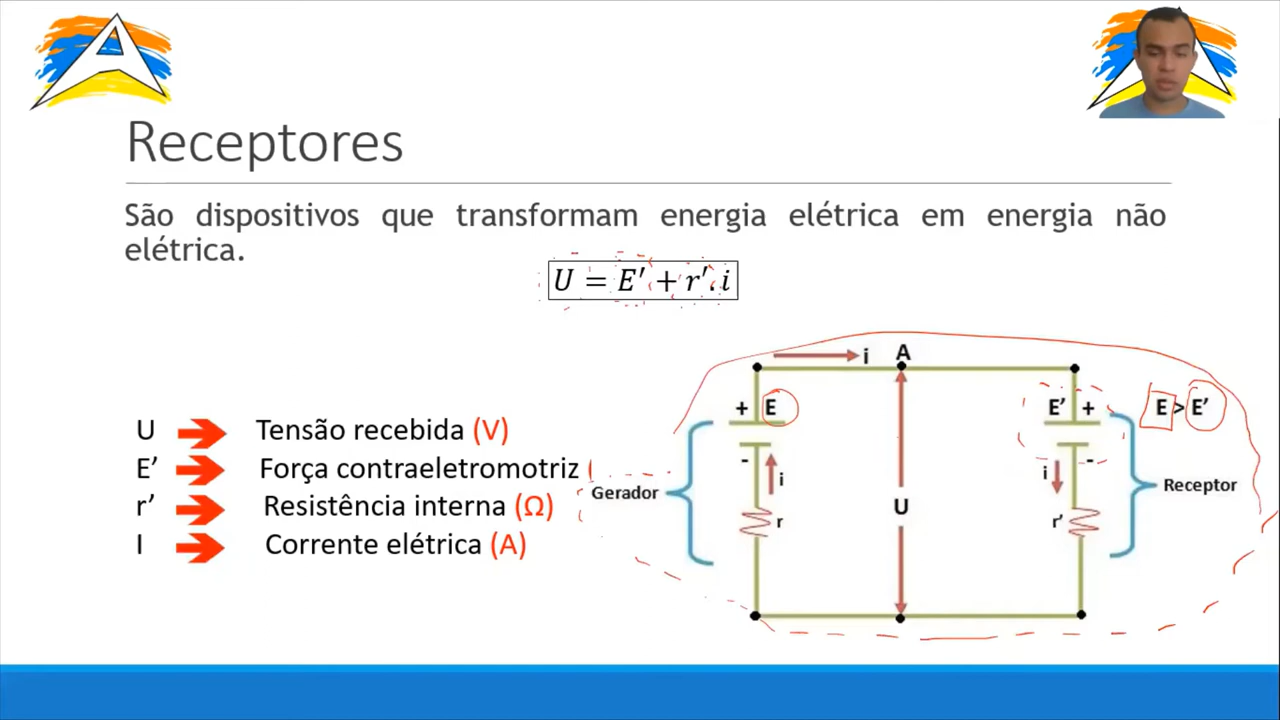 Receptores
São dispositivos que transformam energia elétrica em energia não
elétrica.
U = E' + r'.i
U Tensão recebida (V)
E’ Força contraeletromotriz (
r’ Resistência interna (Ω)
I Corrente elétrica (A)
i A
+ E
E’ +
E > E’
-
-
i
i
Gerador
Receptor
r
U
r’